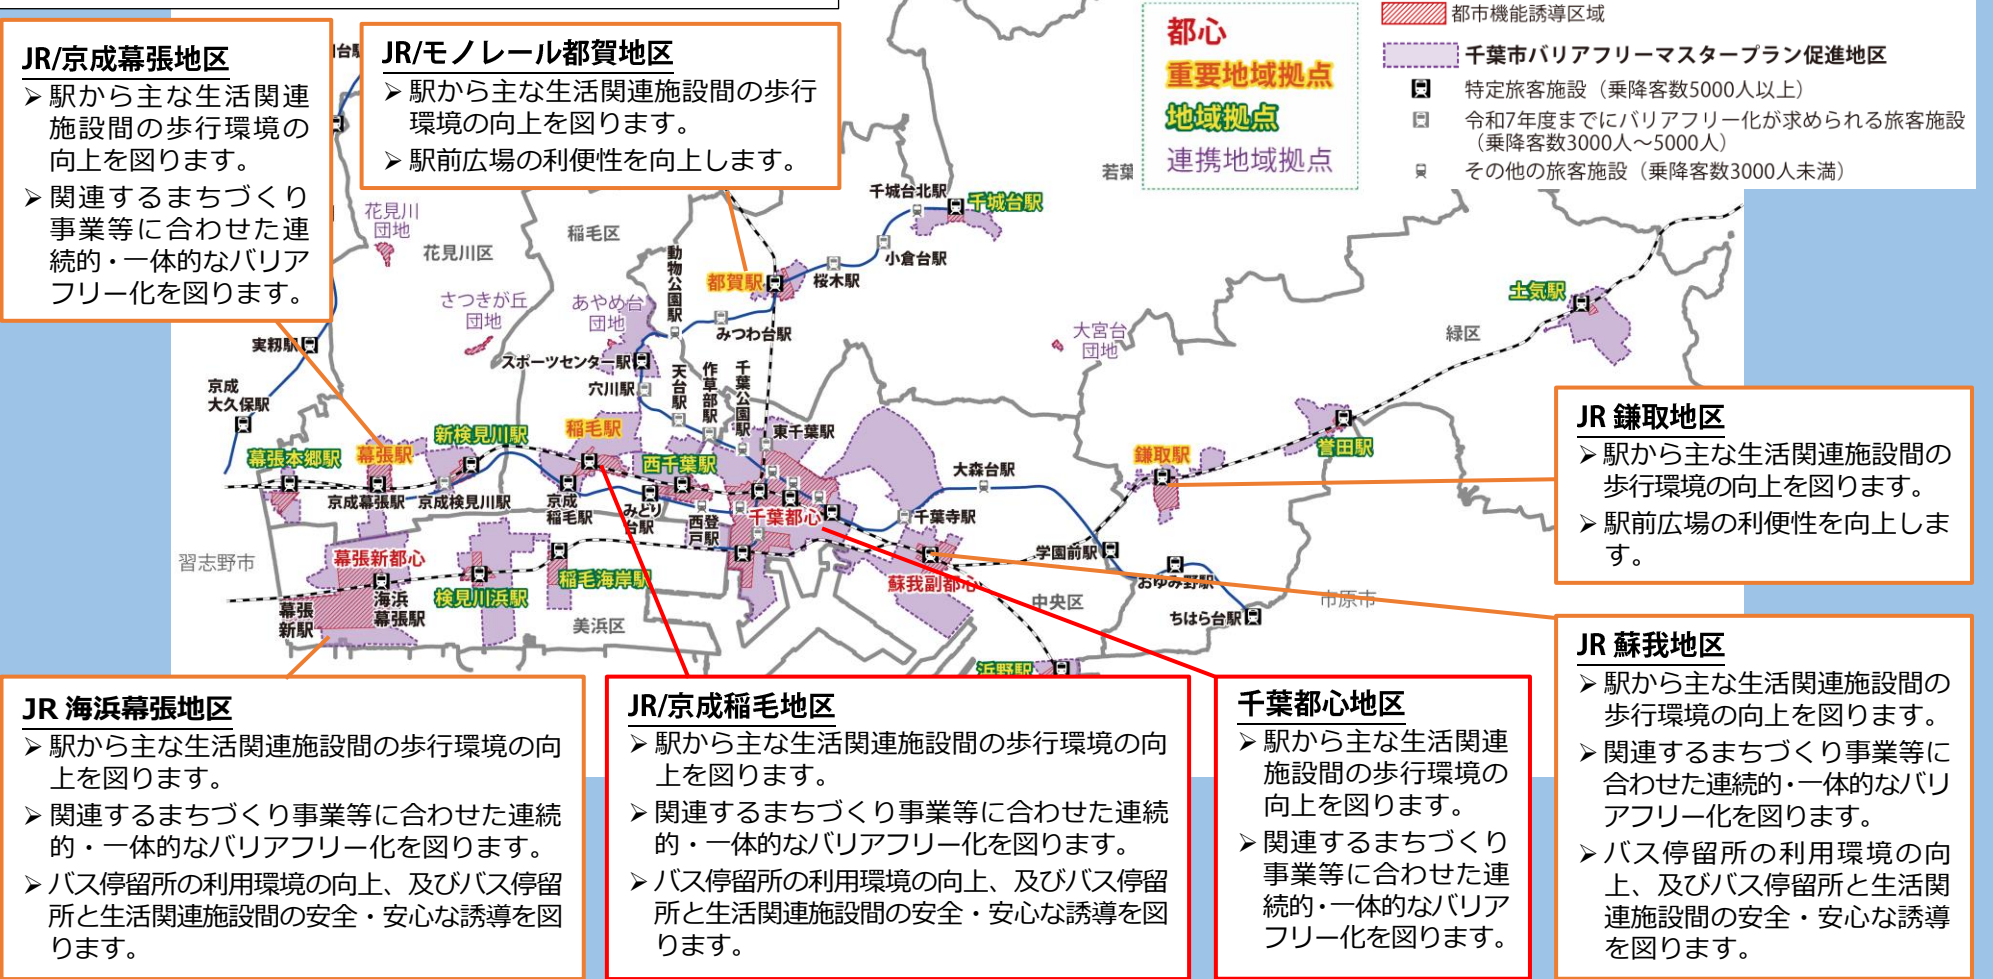 JR/京成幕張地区
➢駅から主な生活関連
施設間の歩行環境の
向上を図ります。
➢関連するまちづくり
事業等に合わせた連
続的・一体的なバリア
フリー化を図ります。
JR/モノレール都賀地区
➢駅から主な生活関連施設間の歩行
環境の向上を図ります。
➢駅前広場の利便性を向上します。
都心
重要地域拠点
地域拠点
連携地域拠点
都市機能誘導区域
千葉市バリアフリーマスタープラン促進地区
特定旅客施設（乗降客数5000人以上）
令和7年度までにバリアフリー化が求められる旅客施設
（乗降客数3000人～5000人）
その他の旅客施設（乗降客数3000人未満）
台駅
若葉
千城台北駅
千城台駅
花見川
団地
花見川区
稲毛区
動物公園駅
小倉台駅
都賀駅
桜木駅
さつきが丘
団地
あやめ台
団地
みつわ台駅
大宮台
団地
土気駅
緑区
実籾駅
スポーツセンター駅
穴川駅
天台駅
作草部駅
千葉公園駅
京成
大久保駅
東千葉駅
新検見川駅
稲毛駅
幕張本郷駅
幕張駅
西千葉駅
大森台駅
鎌取駅
誉田駅
京成幕張駅
京成検見川駅
京成
稲毛駅
みどり
台駅
西登
戸駅
千葉都心
千葉寺駅
習志野市
幕張新都心
学園前駅
稲毛海岸駅
蘇我副都心
おゆみ野駅
検見川浜駅
海浜
幕張駅
幕張
新駅
中央区
市原市
ちはら台駅
美浜区
浜野駅
JR 鎌取地区
➢駅から主な生活関連施設間の
歩行環境の向上を図ります。
➢駅前広場の利便性を向上しま
す。
JR 海浜幕張地区
➢駅から主な生活関連施設間の歩行環境の向
上を図ります。
➢関連するまちづくり事業等に合わせた連続
的・一体的なバリアフリー化を図ります。
➢バス停留所の利用環境の向上、及びバス停留
所と生活関連施設間の安全・安心な誘導を図
ります。
JR/京成稲毛地区
➢駅から主な生活関連施設間の歩行環境の向
上を図ります。
➢関連するまちづくり事業等に合わせた連続
的・一体的なバリアフリー化を図ります。
➢バス停留所の利用環境の向上、及びバス停留
所と生活関連施設間の安全・安心な誘導を図
ります。
千葉都心地区
➢駅から主な生活関連
施設間の歩行環境の
向上を図ります。
➢関連するまちづくり
事業等に合わせた連
続的・一体的なバリア
フリー化を図ります。
JR 蘇我地区
➢駅から主な生活関連施設間の
歩行環境の向上を図ります。
➢関連するまちづくり事業等に
合わせた連続的・一体的なバリ
アフリー化を図ります。
➢バス停留所の利用環境の向
上、及びバス停留所と生活関
連施設間の安全・安心な誘導
を図ります。